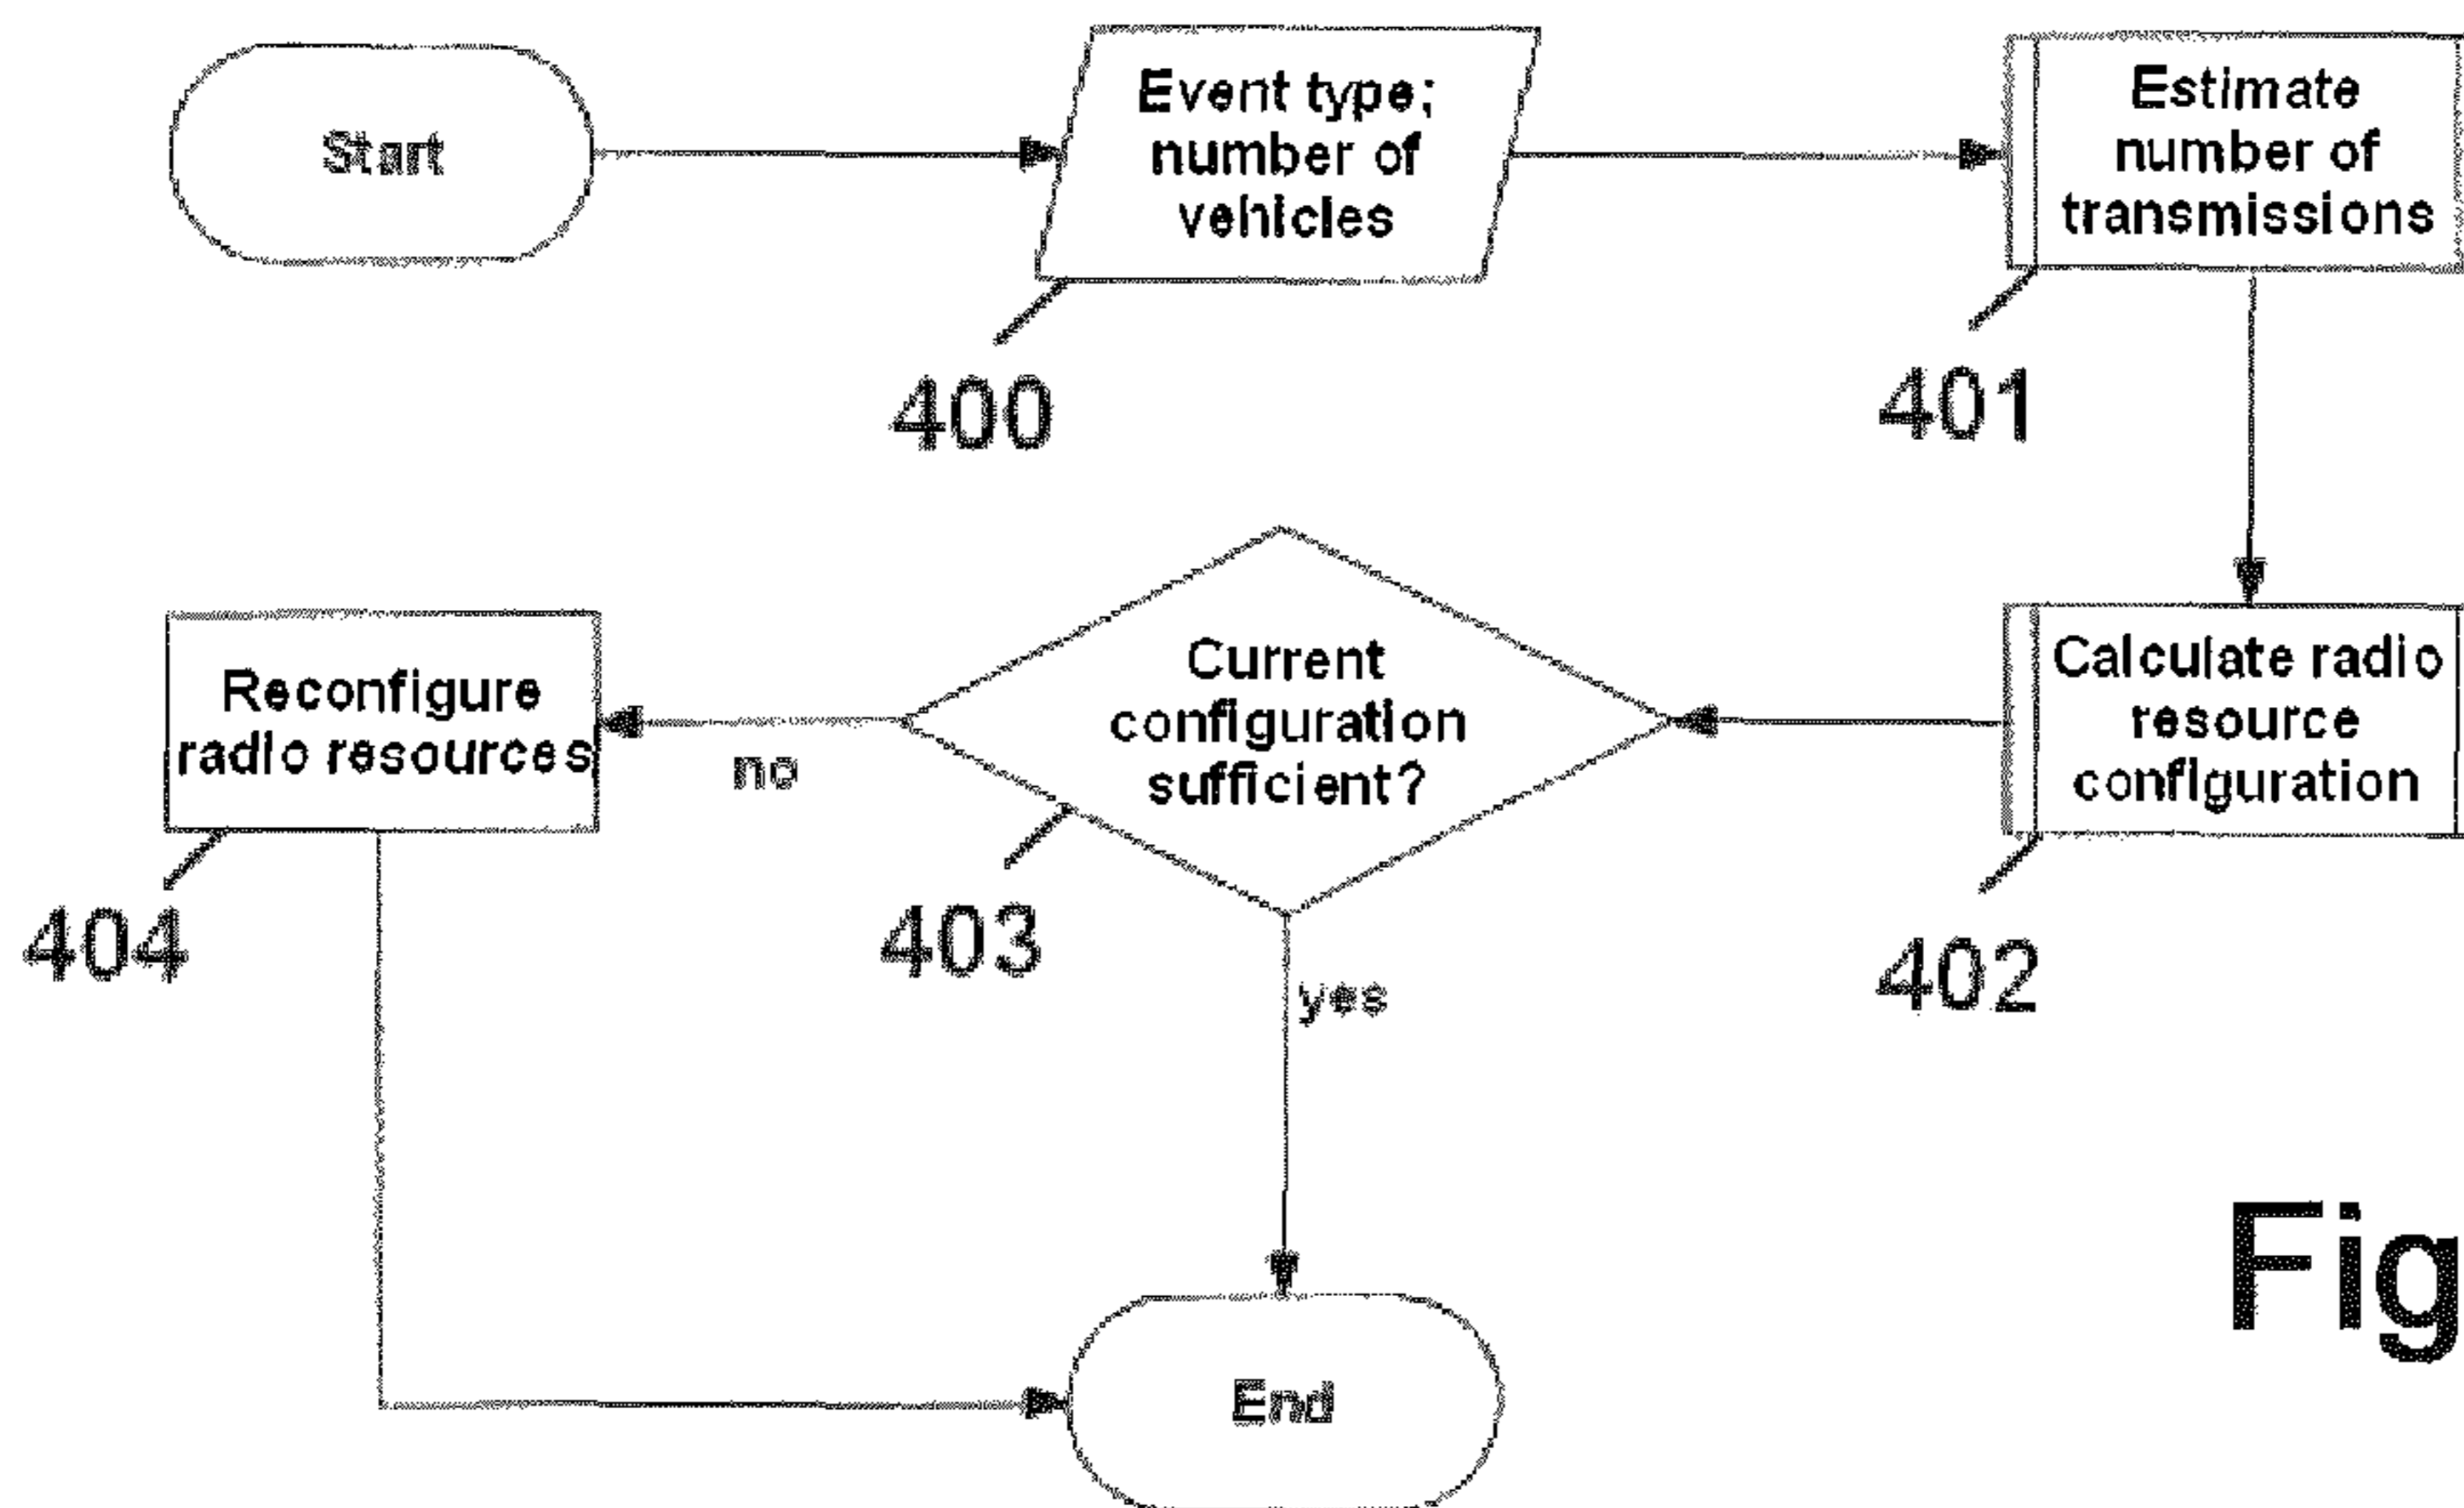 Start
Event type;
number of
vehicles
Estimate
number of
transmissions
400
401
Reconfigure
radio resources
no
Current
configuration
sufficient?
Calculate radio
resource
configuration
404
403
402
yes
End
Fig